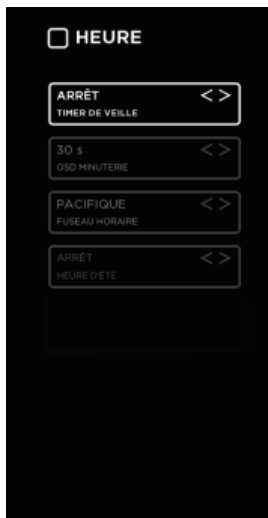 HEURE
ARRÊT
TIMER DE VEILLE
30 s
OSD MINUTERIE
PACIFIQUE
FUSEAU HORAIRE
ARRÊT
HEURE D'ÉTÉ